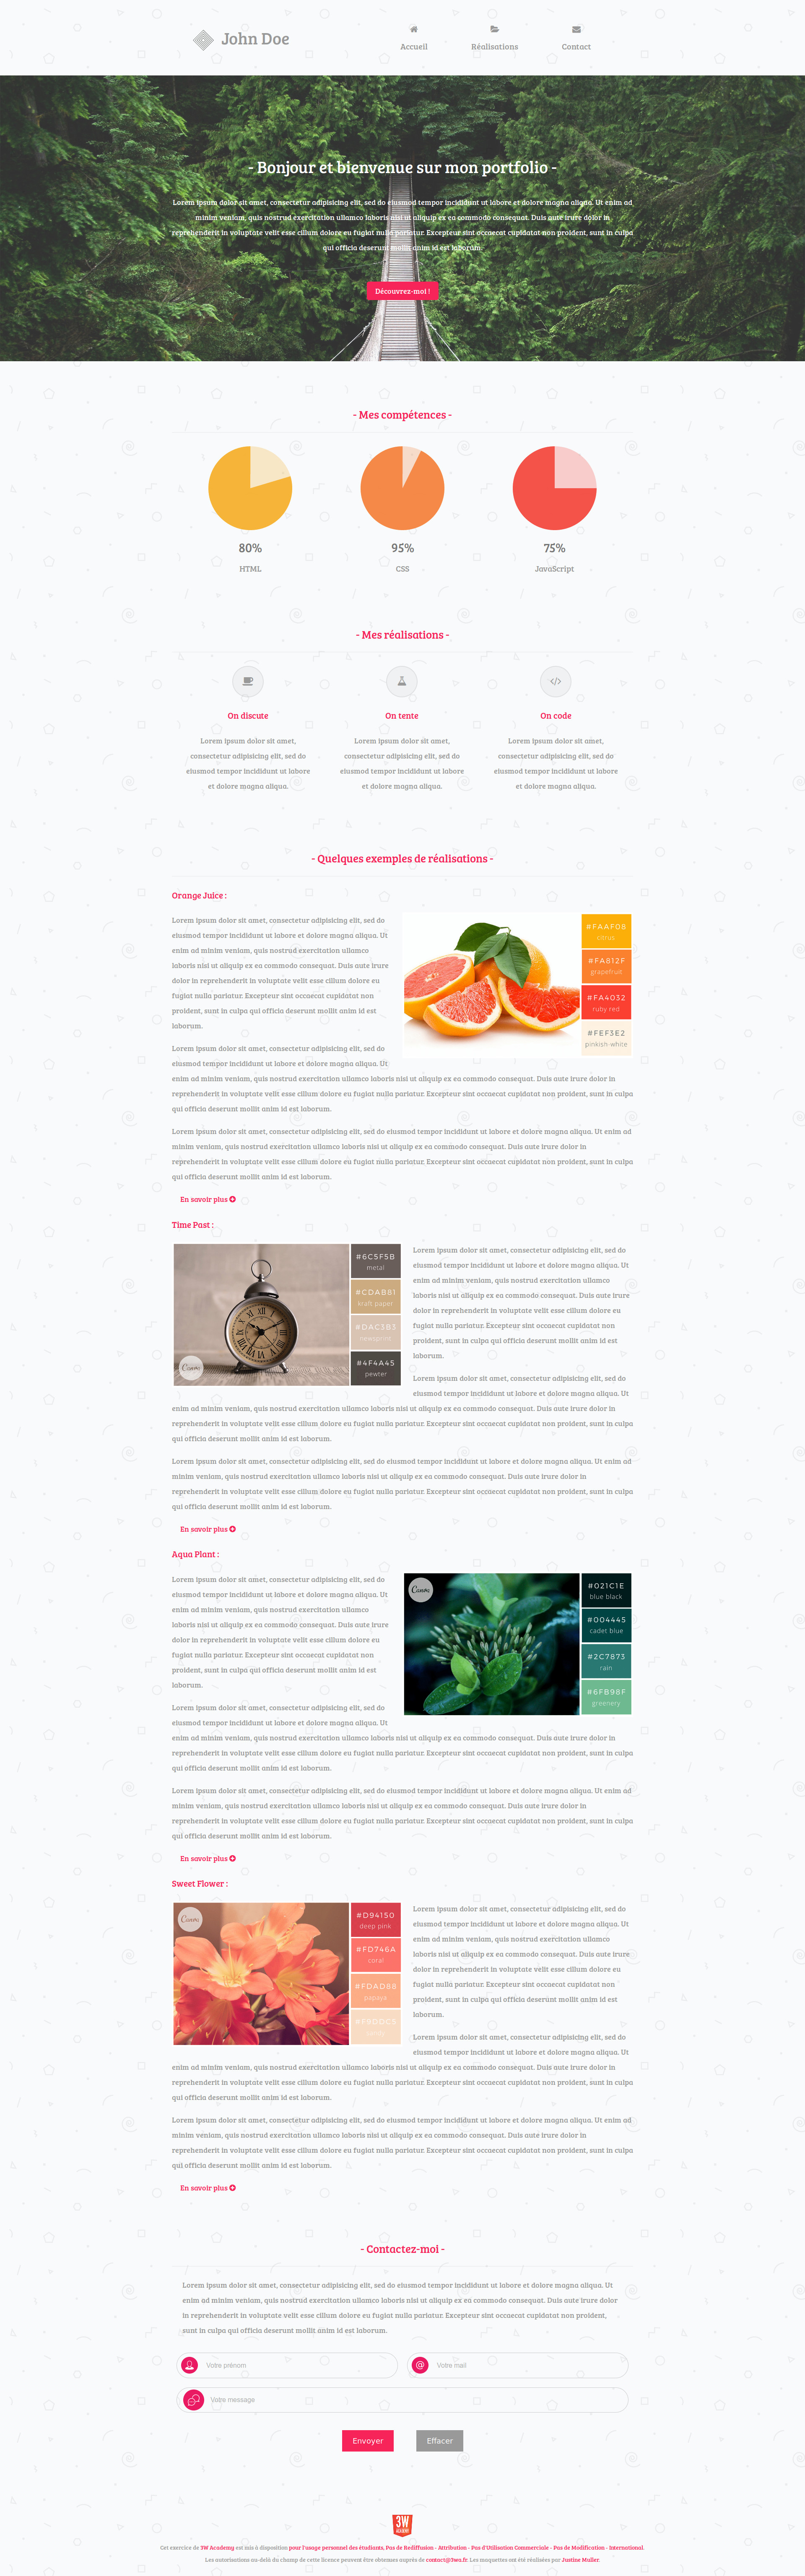 John Doe
Accueil
Réalisations
Contact
- Bonjour et bienvenue sur mon portfolio -
Lorem ipsum dolor sit amet, consectetur adipisicing elit, sed do eiusmod tempor incididunt ut labore et dolore magna aliqua. Ut enim ad
minim veniam, quis nostrud exercitation ullamco laboris nisi ut aliquip ex ea commodo consequat. Duis aute irure dolor in
reprehenderit in voluptate velit esse cillum dolore eu fugiat nulla pariatur. Excepteur sint occaecat cupidatat non proident, sunt in culpa
qui officia deserunt mollit anim id est laborum.
Découvrez-moi !
- Mes compétences -
80%
HTML
95%
CSS
75%
JavaScript
- Mes réalisations -
On discute
Lorem ipsum dolor sit amet,
consectetur adipisicing elit, sed do
eiusmod tempor incididunt ut labore
et dolore magna aliqua.
On tente
Lorem ipsum dolor sit amet,
consectetur adipisicing elit, sed do
eiusmod tempor incididunt ut labore
et dolore magna aliqua.
On code
Lorem ipsum dolor sit amet,
consectetur adipisicing elit, sed do
eiusmod tempor incididunt ut labore
et dolore magna aliqua.
- Quelques exemples de réalisations -
Orange Juice :
Lorem ipsum dolor sit amet, consectetur adipisicing elit, sed do
eiusmod tempor incididunt ut labore et dolore magna aliqua. Ut
enim ad minim veniam, quis nostrud exercitation ullamco
laboris nisi ut aliquip ex ea commodo consequat. Duis aute irure
dolor in reprehenderit in voluptate velit esse cillum dolore eu
fugiat nulla pariatur. Excepteur sint occaecat cupidatat non
proident, sunt in culpa qui officia deserunt mollit anim id est
laborum.
#FAAF08
citrus
#FA812F
grapefruit
#FA4032
ruby red
#FEF3E2
pinkish white
Lorem ipsum dolor sit amet, consectetur adipisicing elit, sed do
eiusmod tempor incididunt ut labore et dolore magna aliqua. Ut
enim ad minim veniam, quis nostrud exercitation ullamco laboris nisi ut aliquip ex ea commodo consequat. Duis aute irure dolor in
reprehenderit in voluptate velit esse cillum dolore eu fugiat nulla pariatur. Excepteur sint occaecat cupidatat non proident, sunt in culpa
qui officia deserunt mollit anim id est laborum.
Lorem ipsum dolor sit amet, consectetur adipisicing elit, sed do eiusmod tempor incididunt ut labore et dolore magna aliqua. Ut enim ad
minim veniam, quis nostrud exercitation ullamco laboris nisi ut aliquip ex ea commodo consequat. Duis aute irure dolor in
reprehenderit in voluptate velit esse cillum dolore eu fugiat nulla pariatur. Excepteur sint occaecat cupidatat non proident, sunt in culpa
qui officia deserunt mollit anim id est laborum.
En savoir plus
Time Past :
Canva
#6C5F5B
metal
#CDAB81
kraft paper
#DAC3B3
newsprint
#4F4A45
pewter
Lorem ipsum dolor sit amet, consectetur adipisicing elit, sed do
eiusmod tempor incididunt ut labore et dolore magna aliqua. Ut
enim ad minim veniam, quis nostrud exercitation ullamco
laboris nisi ut aliquip ex ea commodo consequat. Duis aute irure
dolor in reprehenderit in voluptate velit esse cillum dolore eu
fugiat nulla pariatur. Excepteur sint occaecat cupidatat non
proident, sunt in culpa qui officia deserunt mollit anim id est
laborum.
Lorem ipsum dolor sit amet, consectetur adipisicing elit, sed do
eiusmod tempor incididunt ut labore et dolore magna aliqua. Ut
enim ad minim veniam, quis nostrud exercitation ullamco laboris nisi ut aliquip ex ea commodo consequat. Duis aute irure dolor in
reprehenderit in voluptate velit esse cillum dolore eu fugiat nulla pariatur. Excepteur sint occaecat cupidatat non proident, sunt in culpa
qui officia deserunt mollit anim id est laborum.
Lorem ipsum dolor sit amet, consectetur adipisicing elit, sed do eiusmod tempor incididunt ut labore et dolore magna aliqua. Ut enim ad
minim veniam, quis nostrud exercitation ullamco laboris nisi ut aliquip ex ea commodo consequat. Duis aute irure dolor in
reprehenderit in voluptate velit esse cillum dolore eu fugiat nulla pariatur. Excepteur sint occaecat cupidatat non proident, sunt in culpa
qui officia deserunt mollit anim id est laborum.
En savoir plus
Aqua Plant :
Lorem ipsum dolor sit amet, consectetur adipisicing elit, sed do
eiusmod tempor incididunt ut labore et dolore magna aliqua. Ut
enim ad minim veniam, quis nostrud exercitation ullamco
laboris nisi ut aliquip ex ea commodo consequat. Duis aute irure
dolor in reprehenderit in voluptate velit esse cillum dolore eu
fugiat nulla pariatur. Excepteur sint occaecat cupidatat non
proident, sunt in culpa qui officia deserunt mollit anim id est
laborum.
Canva
#021C1E
blue black
#004445
cadet blue
#2C7873
rain
#6FB98F
greenery
Lorem ipsum dolor sit amet, consectetur adipisicing elit, sed do
eiusmod tempor incididunt ut labore et dolore magna aliqua. Ut
enim ad minim veniam, quis nostrud exercitation ullamco laboris nisi ut aliquip ex ea commodo consequat. Duis aute irure dolor in
reprehenderit in voluptate velit esse cillum dolore eu fugiat nulla pariatur. Excepteur sint occaecat cupidatat non proident, sunt in culpa
qui officia deserunt mollit anim id est laborum.
Lorem ipsum dolor sit amet, consectetur adipisicing elit, sed do eiusmod tempor incididunt ut labore et dolore magna aliqua. Ut enim ad
minim veniam, quis nostrud exercitation ullamco laboris nisi ut aliquip ex ea commodo consequat. Duis aute irure dolor in
reprehenderit in voluptate velit esse cillum dolore eu fugiat nulla pariatur. Excepteur sint occaecat cupidatat non proident, sunt in culpa
qui officia deserunt mollit anim id est laborum.
En savoir plus
Sweet Flower :
Canva
#D94150
deep pink
#FD746A
coral
#FDAD88
papaya
Lorem ipsum dolor sit amet, consectetur adipisicing elit, sed do
eiusmod tempor incididunt ut labore et dolore magna aliqua. Ut
enim ad minim veniam, quis nostrud exercitation ullamco
laboris nisi ut aliquip ex ea commodo consequat. Duis aute irure
dolor in reprehenderit in voluptate velit esse cillum dolore eu
fugiat nulla pariatur. Excepteur sint occaecat cupidatat non
proident, sunt in culpa qui officia deserunt mollit anim id est
laborum.
Lorem ipsum dolor sit amet, consectetur adipisicing elit, sed do
eiusmod tempor incididunt ut labore et dolore magna aliqua. Ut
enim ad minim veniam, quis nostrud exercitation ullamco laboris nisi ut aliquip ex ea commodo consequat. Duis aute irure dolor in
reprehenderit in voluptate velit esse cillum dolore eu fugiat nulla pariatur. Excepteur sint occaecat cupidatat non proident, sunt in culpa
qui officia deserunt mollit anim id est laborum.
Lorem ipsum dolor sit amet, consectetur adipisicing elit, sed do eiusmod tempor incididunt ut labore et dolore magna aliqua. Ut enim ad
minim veniam, quis nostrud exercitation ullamco laboris nisi ut aliquip ex ea commodo consequat. Duis aute irure dolor in
reprehenderit in voluptate velit esse cillum dolore eu fugiat nulla pariatur. Excepteur sint occaecat cupidatat non proident, sunt in culpa
qui officia deserunt mollit anim id est laborum.
En savoir plus
- Contactez-moi -
Lorem ipsum dolor sit amet, consectetur adipisicing elit, sed do eiusmod tempor incididunt ut labore et dolore magna aliqua. Ut
enim ad minim veniam, quis nostrud exercitation ullamco laboris nisi ut aliquip ex ea commodo consequat. Duis aute irure dolor
in reprehenderit in voluptate velit esse cillum dolore eu fugiat nulla pariatur. Excepteur sint occaecat cupidatat non proident,
sunt in culpa qui officia deserunt mollit anim id est laborum.
Votre prénom
Votre mail
Votre message
Envoyer
Effacer
3W
ACADEMY
Cet exercice de 3W Academy est mis à disposition pour l'usage personnel des étudiants. Pas de Rediffusion - Attribution - Pas d'Utilisation Commerciale - Pas de Modification - International.
Les autorisations au-delà du champ de cette licence peuvent être obtenues auprès de contact@3wa.fr. Les maquettes ont été réalisées par Justine Muller.